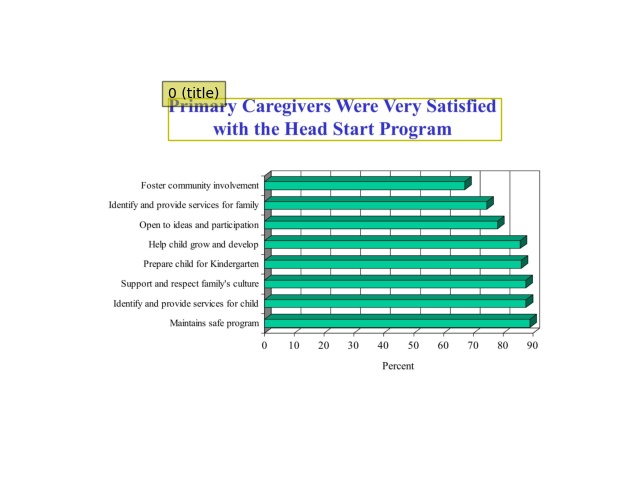 0 (title)
Primary Caregivers Were Very Satisfied
with the Head Start Program
Foster community involvement
Identify and provide services for family
Open to ideas and participation
Help child grow and develop
Prepare child for Kindergarten
Support and respect family's culture
Identify and provide services for child
Maintains safe program
0 10 20 30 40 50 60 70 80 90
Percent